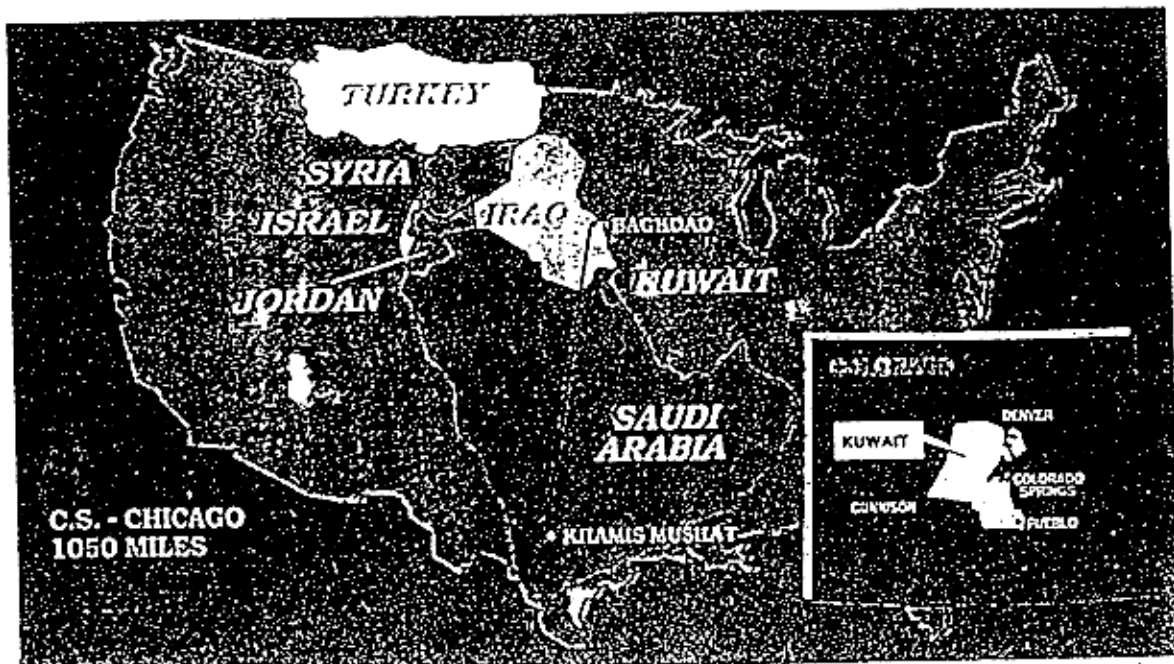 TURKEY
SYRIA
ISRAEL
IRAQ
BAGHDAD
JORDAN
KUWAIT
SAUDI
ARABIA
KHAMIS MUSHAT
C.S. - CHICAGO
1050 MILES
COLORADO
DENVER
KUWAIT
COLORADO
SPRINGS
GUNNISON
PUEBLO